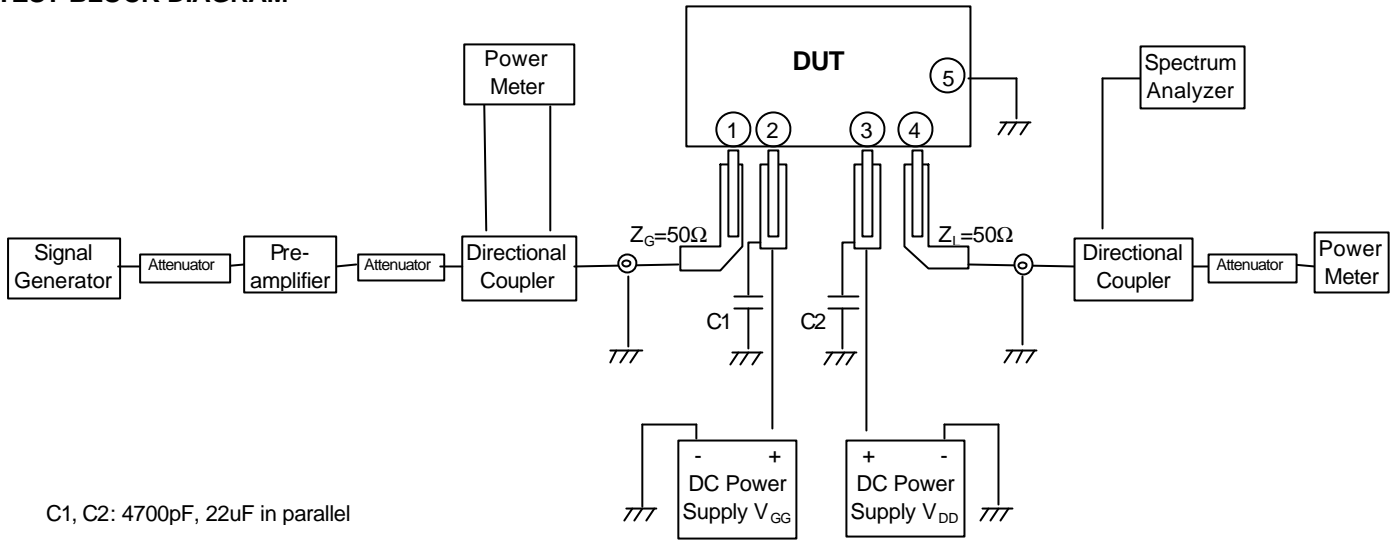 TEST BLOCK DIAGRAM
Power
Meter
DUT
5
Spectrum
Analyzer
1
2
3
4
Signal
Generator
Attenuator
Pre-
amplifier
Attenuator
Directional
Coupler
ZG=50Ω
ZL=50Ω
Directional
Coupler
Attenuator
Power
Meter
C1
C2
- +
DC Power
Supply VGG
+ -
DC Power
Supply VDD
C1, C2: 4700pF, 22uF in parallel